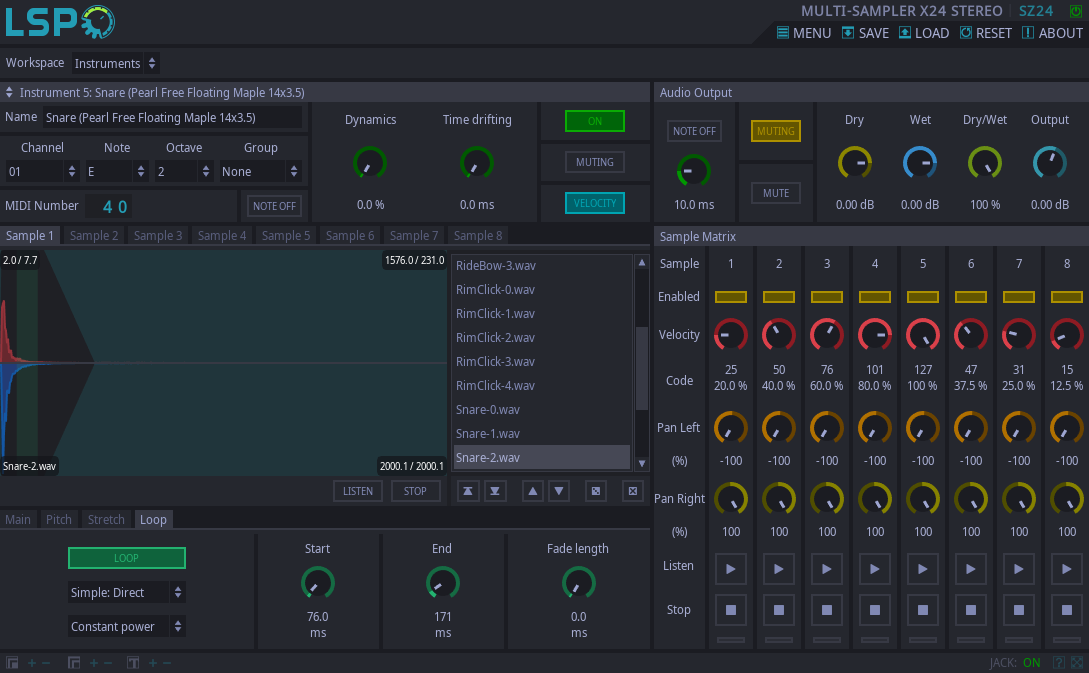 LSP
MULTI-SAMPLER X24 STEREO SZ24
MENU SAVE LOAD RESET ABOUT
Workspace Instruments
Instrument 5: Snare (Pearl Free Floating Maple 14x3.5)
Name Snare (Pearl Free Floating Maple 14x3.5)
Channel Note Octave Group
01 E 2 None
MIDI Number 40 NOTE OFF
Dynamics Time drifting
0.0 % 0.0 ms
ON
MUTING
VELOCITY
Audio Output
NOTE OFF
10.0 ms
MUTING
MUTE
Dry Wet Dry/Wet Output
0.00 dB 0.00 dB 100 % 0.00 dB
Sample 1 Sample 2 Sample 3 Sample 4 Sample 5 Sample 6 Sample 7 Sample 8
2.0 / 7.7 1576.0 / 231.0
Snare-2.wav 2000.1 / 2000.1
RideBow-3.wav
RimClick-0.wav
RimClick-1.wav
RimClick-2.wav
RimClick-3.wav
RimClick-4.wav
Snare-0.wav
Snare-1.wav
Snare-2.wav
LISTEN STOP
Main Pitch Stretch Loop
LOOP
Simple: Direct
Constant power
Start End Fade length
76.0 171 0.0
ms ms ms
Sample Matrix
Sample 1 2 3 4 5 6 7 8
Enabled
Velocity
25 50 76 101 127 47 31 15
Code
20.0 % 40.0 % 60.0 % 80.0 % 100 % 37.5 % 25.0 % 12.5 %
Pan Left
(%) -100 -100 -100 -100 -100 -100 -100 -100
Pan Right
(%) 100 100 100 100 100 100 100 100
Listen
Stop
JACK: ON